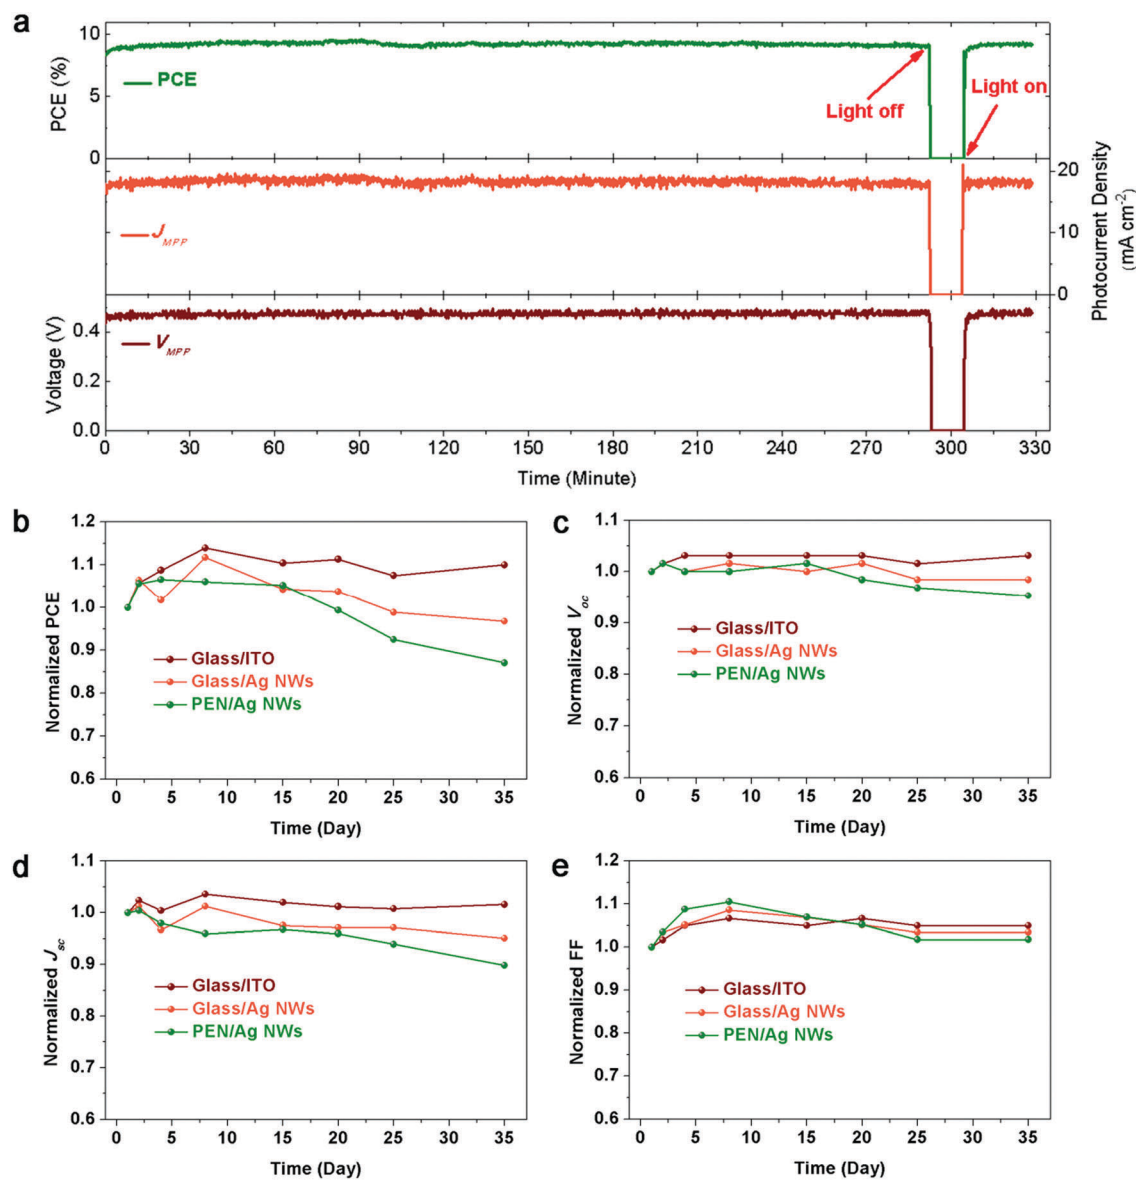 a
10
5
0
PCE (%)
PCE
Light off
Light on
20
10
0
Photocurrent Density
(mA cm-2)
JMPP
0.4
0.2
0.0
Voltage (V)
VMPP
0 30 60 90 120 150 180 210 240 270 300 330
Time (Minute)
b
1.2
1.1
1.0
0.9
0.8
0.7
0.6
Normalized PCE
Glass/ITO
Glass/Ag NWs
PEN/Ag NWs
0 5 10 15 20 25 30 35
Time (Day)
c
1.1
1.0
0.9
0.8
0.7
0.6
Normalized Voc
Glass/ITO
Glass/Ag NWs
PEN/Ag NWs
0 5 10 15 20 25 30 35
Time (Day)
d
1.1
1.0
0.9
0.8
0.7
0.6
Normalized Jsc
Glass/ITO
Glass/Ag NWs
PEN/Ag NWs
0 5 10 15 20 25 30 35
Time (Day)
e
1.2
1.1
1.0
0.9
0.8
0.7
0.6
Normalized FF
Glass/ITO
Glass/Ag NWs
PEN/Ag NWs
0 5 10 15 20 25 30 35
Time (Day)